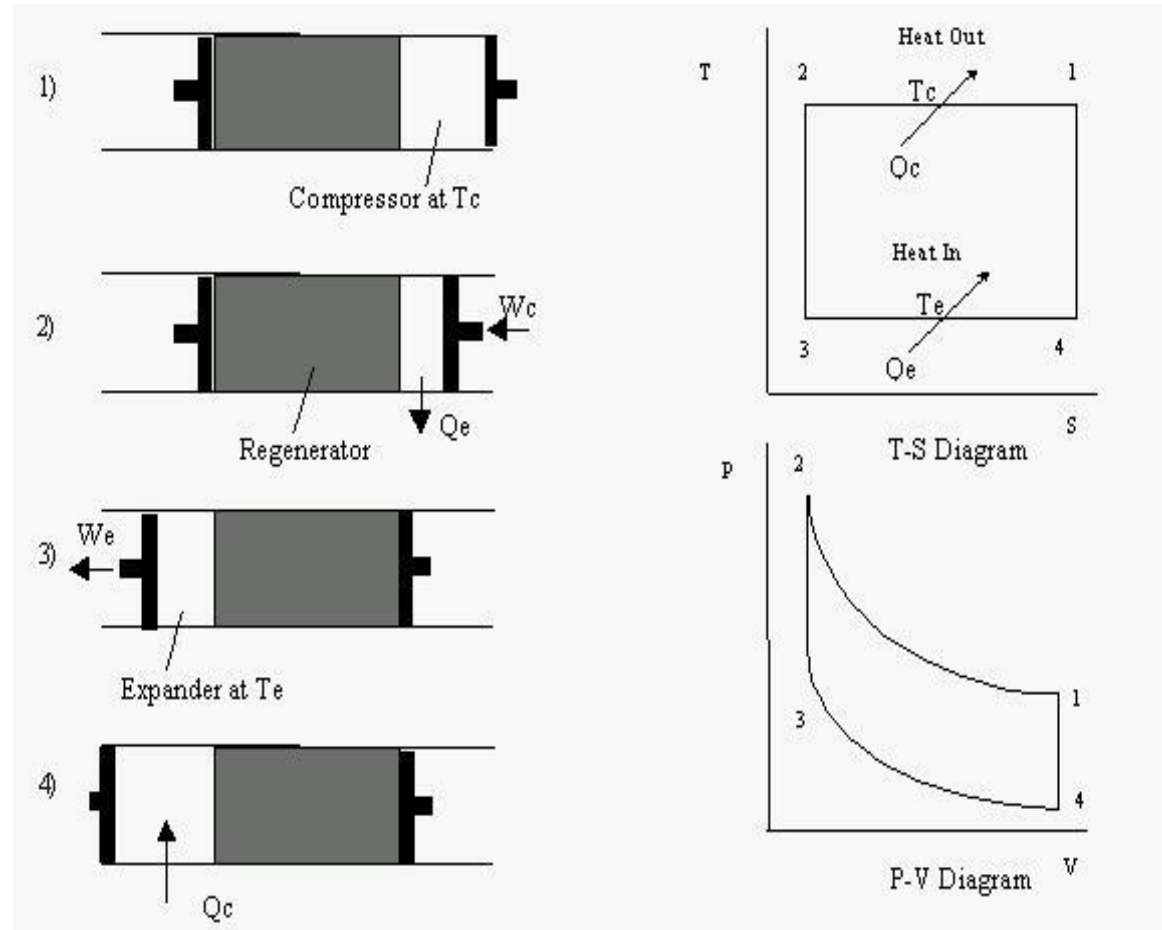 1)
Compressor at Tc
2)
Wc
Qe
Regenerator
3)
We
Expander at Te
4)
Qc
T
Heat Out
2
1
Tc
Qc
Heat In
Te
3
4
Qe
S
T-S Diagram
P
2
3
1
4
V
P-V Diagram